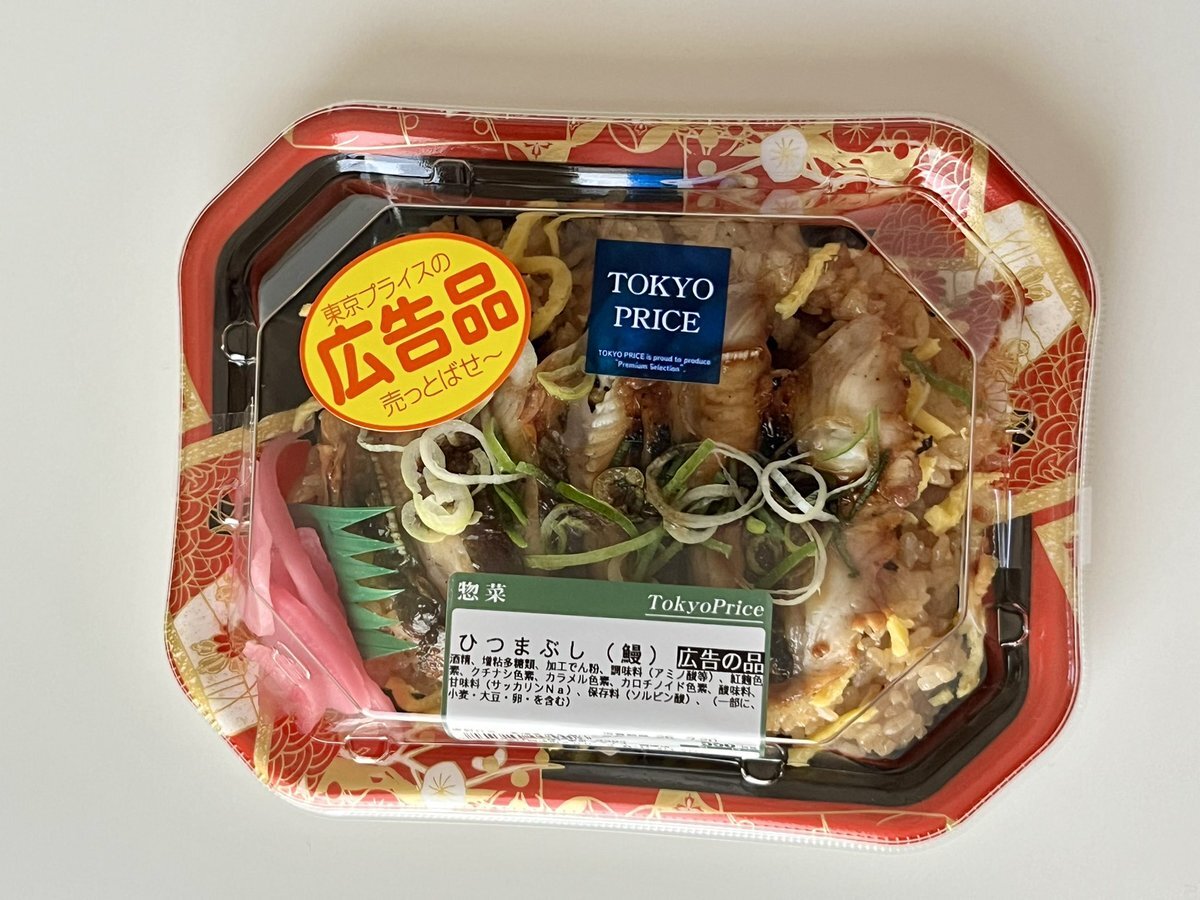 東京プライスの
広告品
売っとばせ～
TOKYO
PRICE
TOKYO PRICE is proud to produce
"Premium Selection".
惣菜
TokyoPrice
ひつまぶし（鰻）
広告の品
酒精、増粘多糖類、加工でん粉、調味料（アミノ酸等）、紅麹色
素、クチナシ色素、カラメル色素、カロチノイド色素、酸味料、
甘味料（サッカリンＮａ）、保存料（ソルビン酸）、（一部に、
小麦・大豆・卵・を含む）